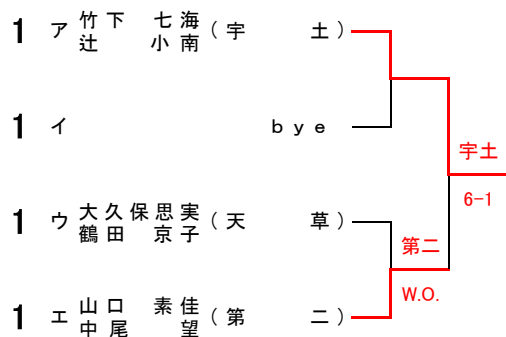 1 ア 竹下 七海 (宇 土)
辻 小南
1 イ bye
宇土
6-1
1 ウ 大久保思実 (天 草)
鶴田 京子
第二
W.O.
1 エ 山口 素佳 (第 二)
中尾 望